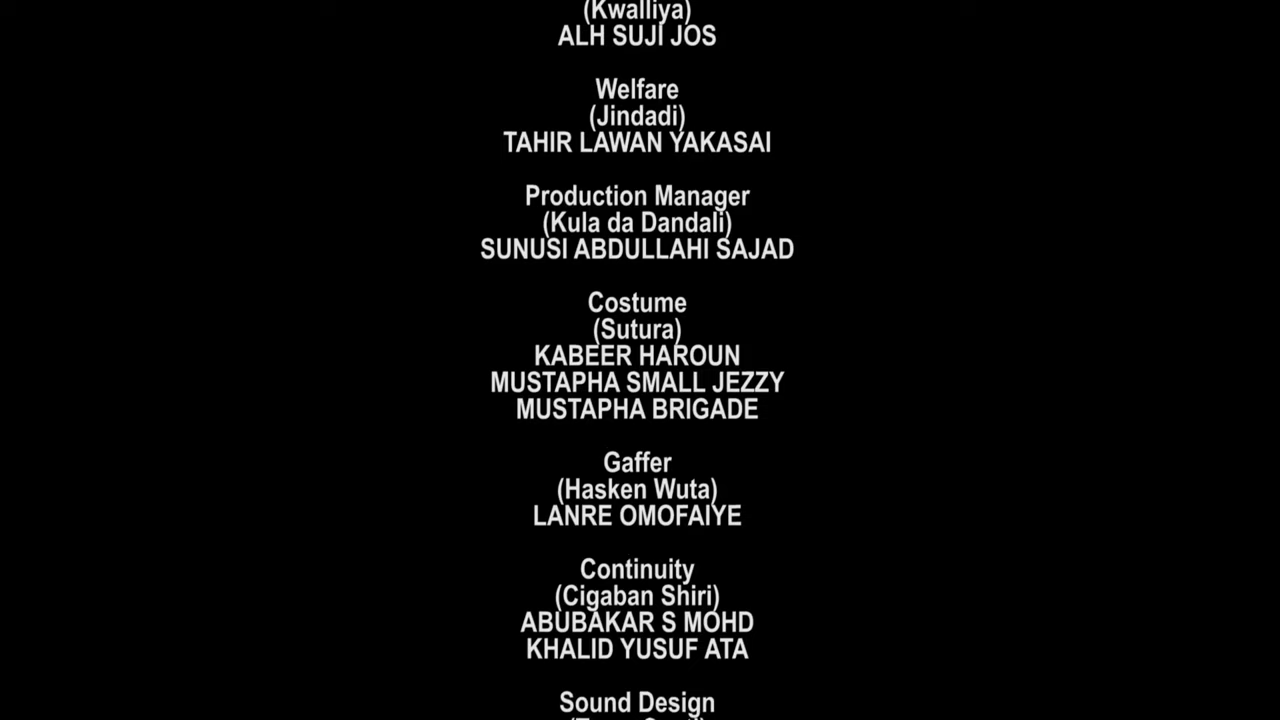 (Kwalliya)
ALH SUJI JOS
Welfare
(Jindadi)
TAHIR LAWAN YAKASAI
Production Manager
(Kula da Dandali)
SUNUSI ABDULLAHI SAJAD
Costume
(Sutura)
KABEER HAROUN
MUSTAPHA SMALL JEZZY
MUSTAPHA BRIGADE
Gaffer
(Hasken Wuta)
LANRE OMOFAIYE
Continuity
(Cigaban Shiri)
ABUBAKAR S MOHD
KHALID YUSUF ATA
Sound Design